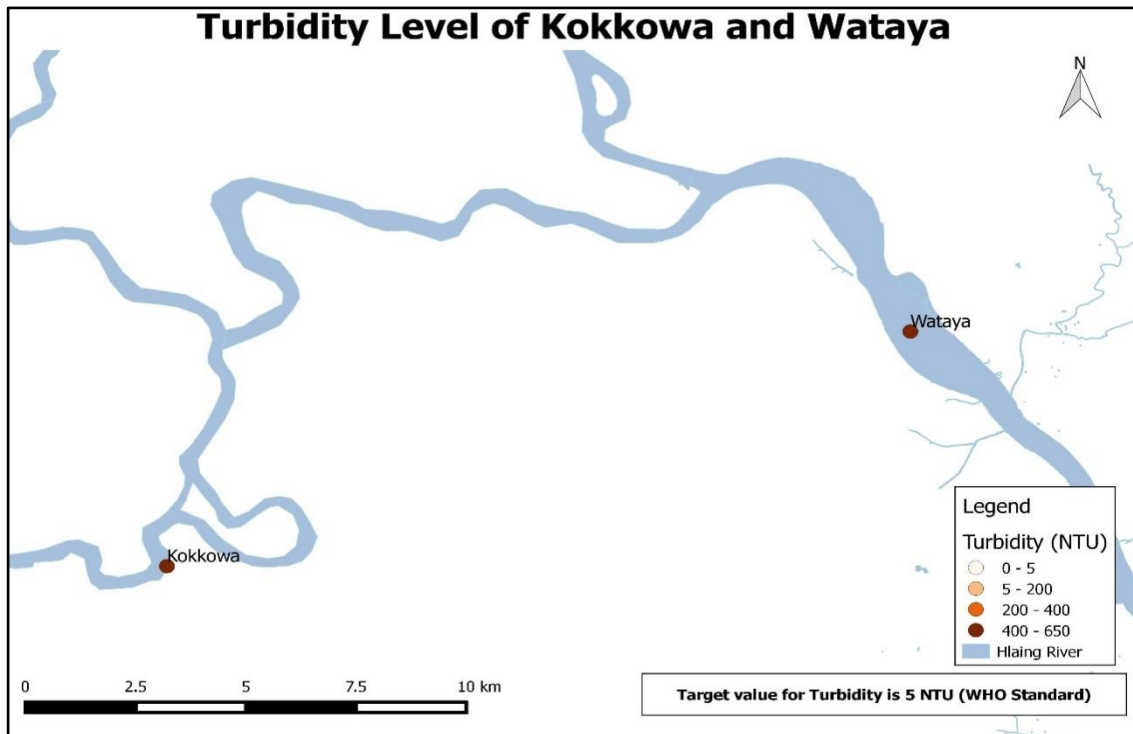 Turbidity Level of Kokkowa and Wataya
N
Wataya
Kokkowa
Legend
Turbidity (NTU)
0 - 5
5 - 200
200 - 400
400 - 650
Hlaing River
0 2.5 5 7.5 10 km
Target value for Turbidity is 5 NTU (WHO Standard)